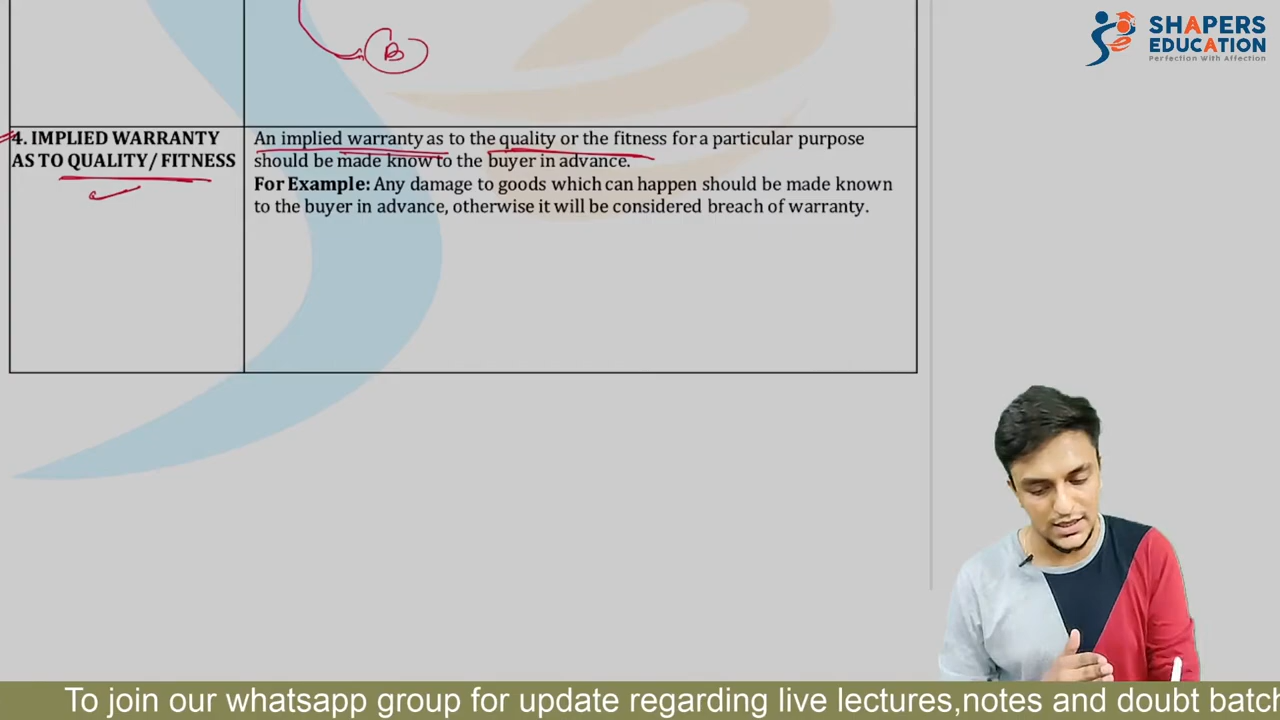 SHAPERS
EDUCATION
Perfection With Affection
B
4. IMPLIED WARRANTY
AS TO QUALITY/ FITNESS
An implied warranty as to the quality or the fitness for a particular purpose
should be made know to the buyer in advance.
For Example: Any damage to goods which can happen should be made known
to the buyer in advance, otherwise it will be considered breach of warranty.
To join our whatsapp group for update regarding live lectures,notes and doubt batch